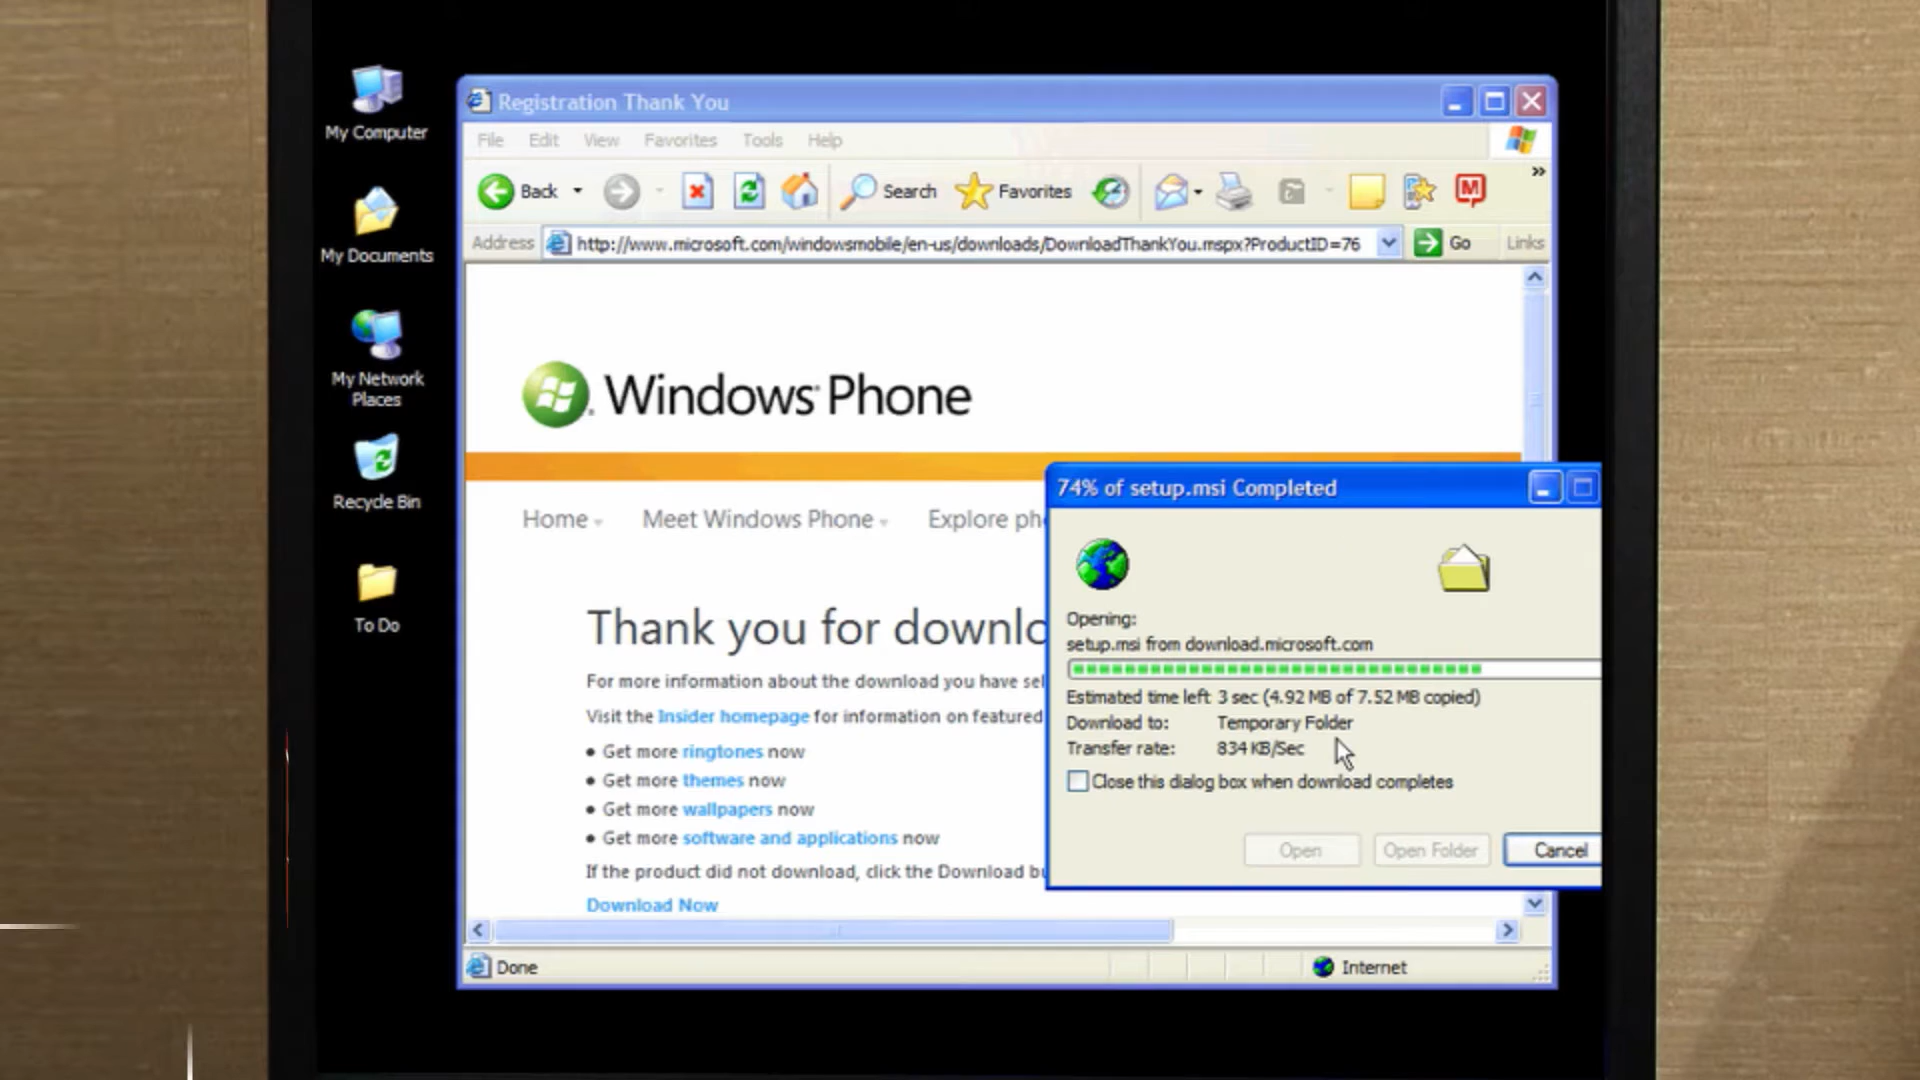 My Computer
My Documents
My Network
Places
Recycle Bin
To Do
Registration Thank You
File Edit View Favorites Tools Help
Back Search Favorites
Address http://www.microsoft.com/windowsmobile/en-us/downloads/DownloadThankYou.mspx?ProductID=76 Go Links
Windows Phone
Home Meet Windows Phone Explore pho
Thank you for downlo
For more information about the download you have sel
Visit the Insider homepage for information on featured
• Get more ringtones now
• Get more themes now
• Get more wallpapers now
• Get more software and applications now
If the product did not download, click the Download bu
Download Now
Done Internet
74% of setup.msi Completed
Opening:
setup.msi from download.microsoft.com
Estimated time left 3 sec (4.92 MB of 7.52 MB copied)
Download to: Temporary Folder
Transfer rate: 834 KB/Sec
Close this dialog box when download completes
Open Open Folder Cancel